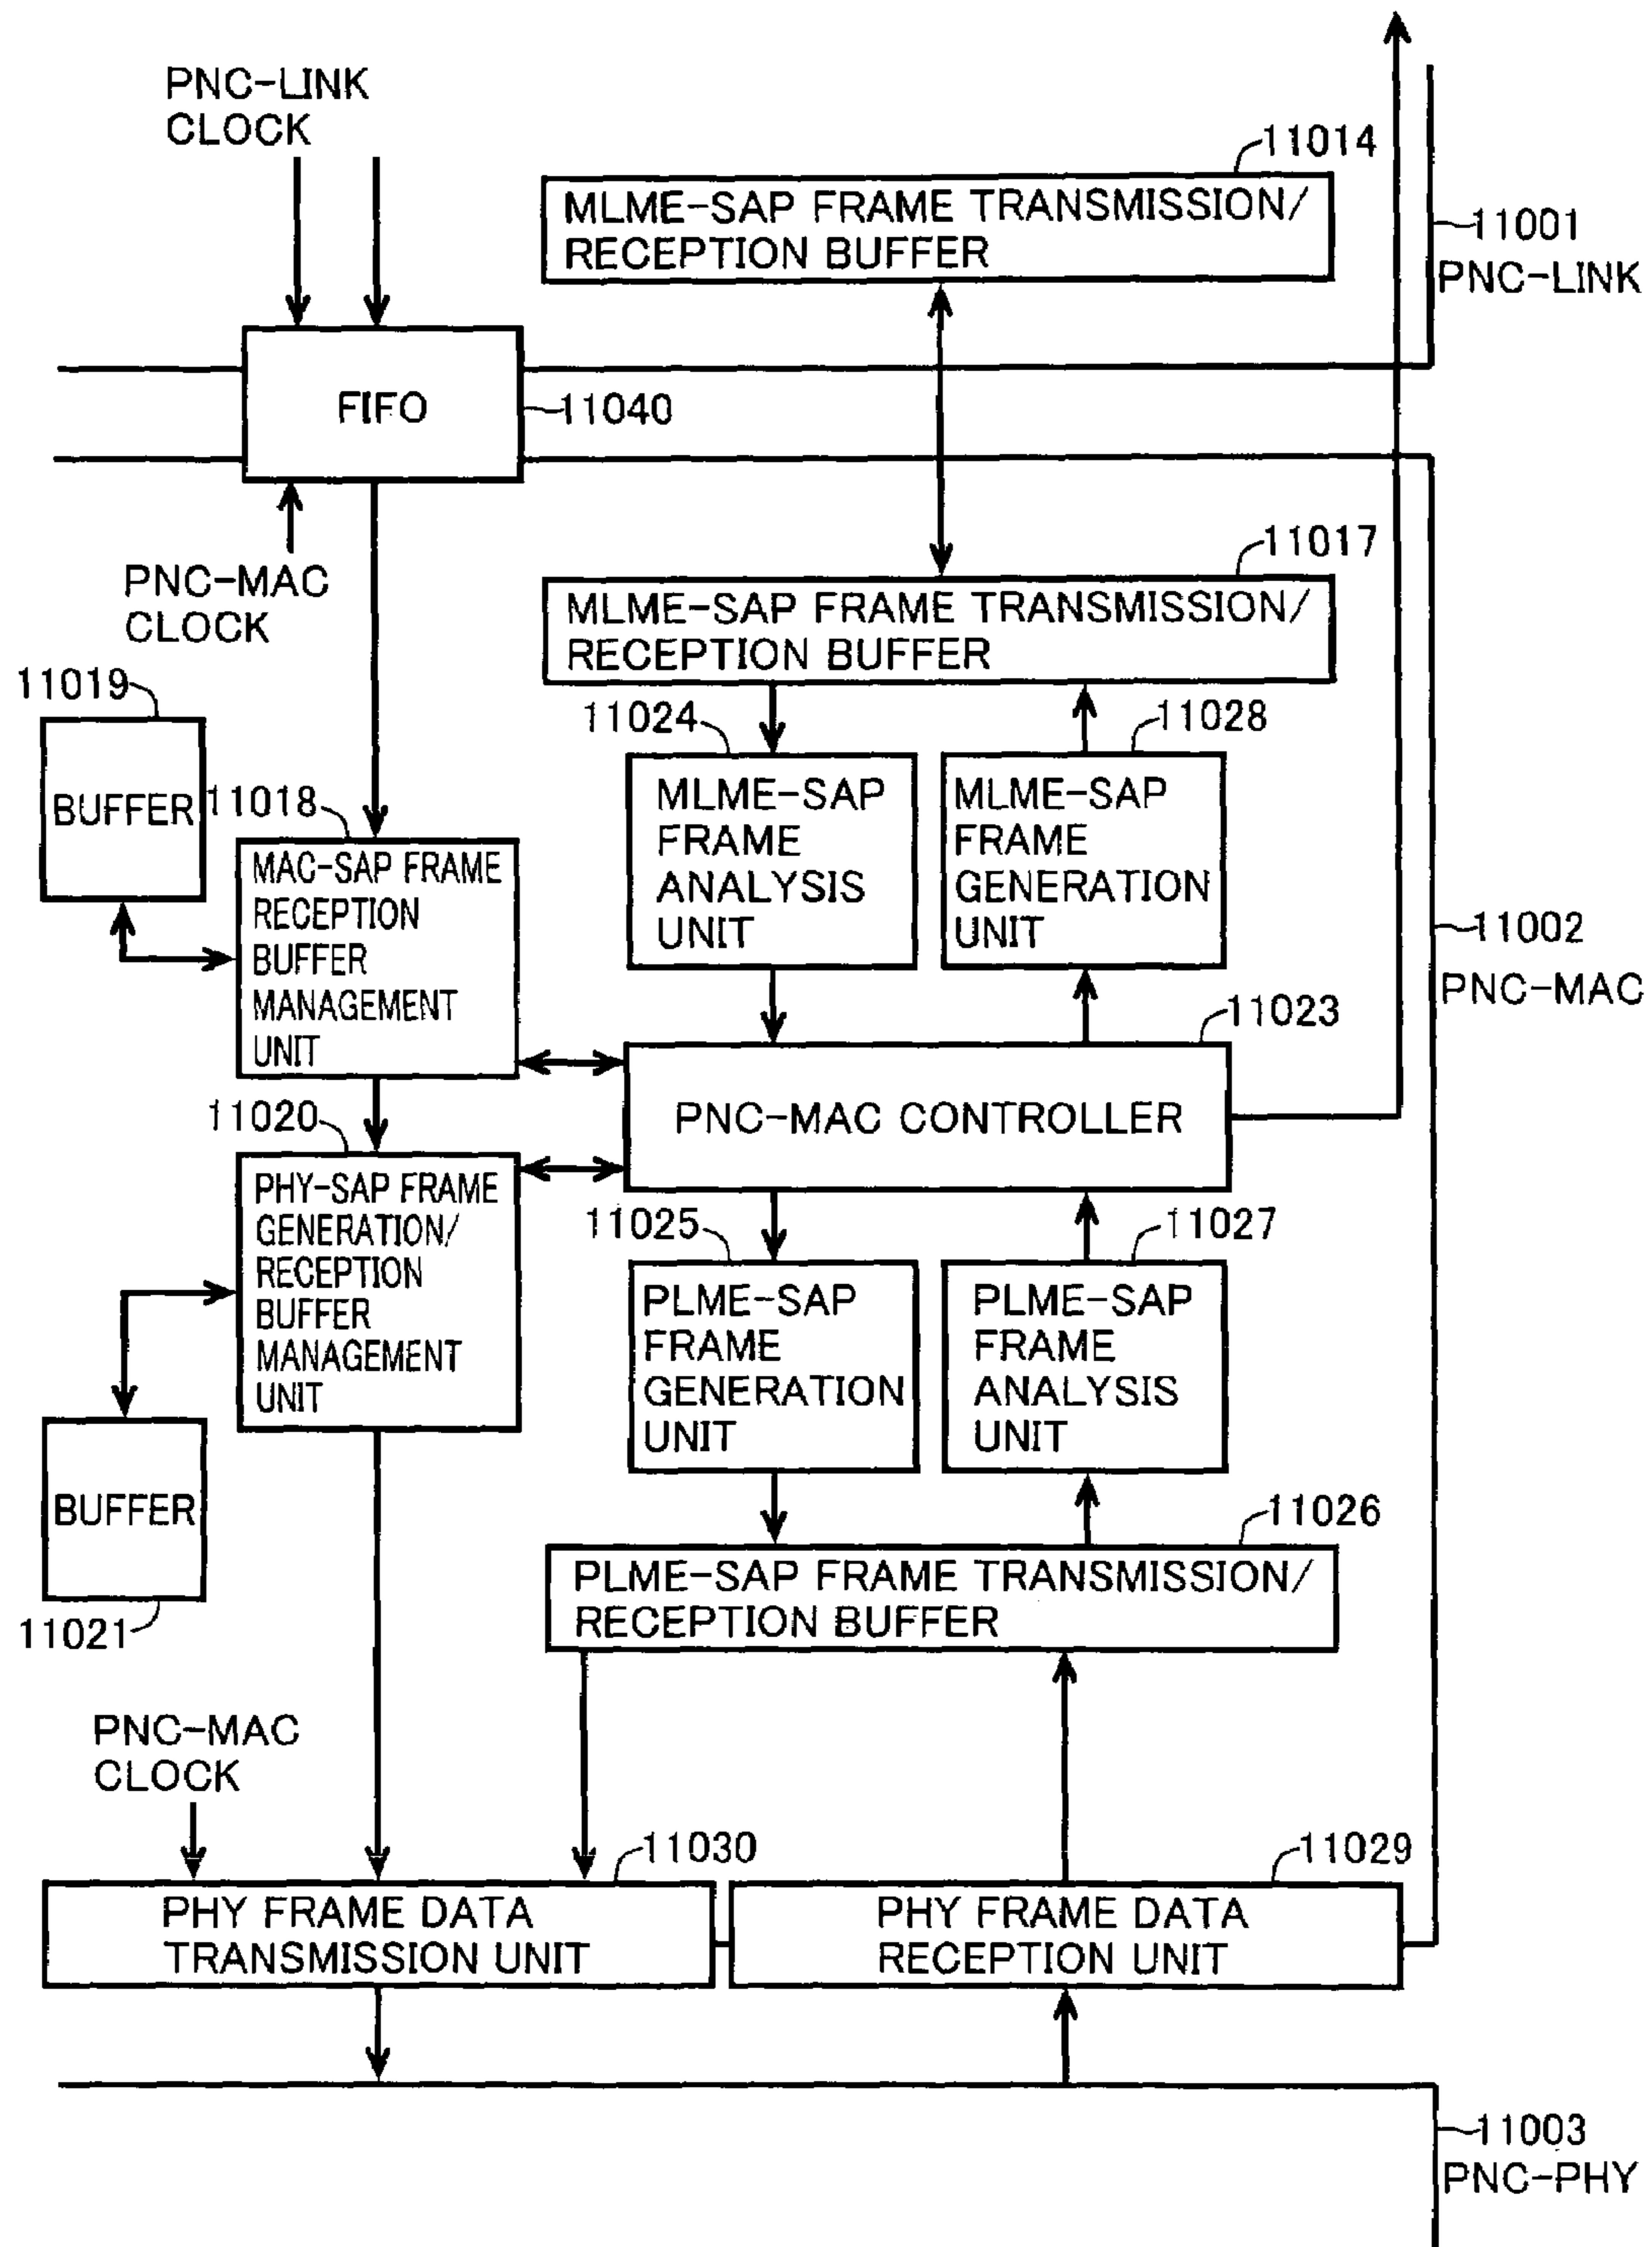 PNC-LINK
CLOCK
11014
MLME-SAP FRAME TRANSMISSION/
RECEPTION BUFFER
11001
PNC-LINK
FIFO
11040
PNC-MAC
CLOCK
11017
MLME-SAP FRAME TRANSMISSION/
RECEPTION BUFFER
11019
BUFFER
11024
MLME-SAP
FRAME
ANALYSIS
UNIT
11028
MLME-SAP
FRAME
GENERATION
UNIT
11018
MAC-SAP FRAME
RECEPTION
BUFFER
MANAGEMENT
UNIT
11002
PNC-MAC
11023
PNC-MAC CONTROLLER
11020
PHY-SAP FRAME
GENERATION/
RECEPTION
BUFFER
MANAGEMENT
UNIT
11025
PLME-SAP
FRAME
GENERATION
UNIT
11027
PLME-SAP
FRAME
ANALYSIS
UNIT
BUFFER
11021
11026
PLME-SAP FRAME TRANSMISSION/
RECEPTION BUFFER
PNC-MAC
CLOCK
11030
PHY FRAME DATA
TRANSMISSION UNIT
11029
PHY FRAME DATA
RECEPTION UNIT
11003
PNC-PHY